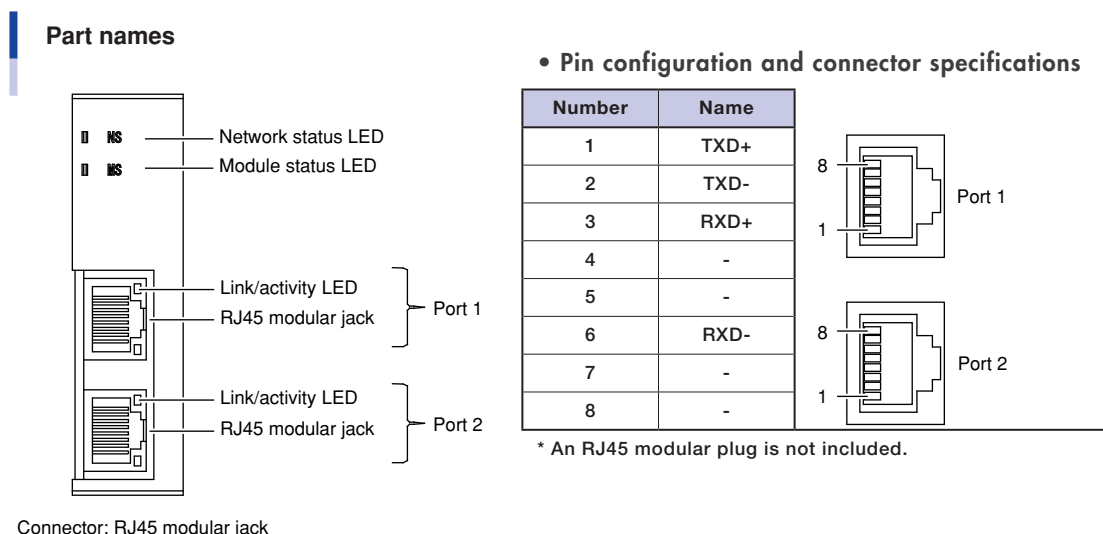 Part names
NS
Network status LED
MS
Module status LED
Link/activity LED
RJ45 modular jack
Port 1
Link/activity LED
RJ45 modular jack
Port 2
Connector: RJ45 modular jack
• Pin configuration and connector specifications
Number Name
1 TXD+
2 TXD-
3 RXD+
4 -
5 -
6 RXD-
7 -
8 -
8
1
Port 1
8
1
Port 2
* An RJ45 modular plug is not included.